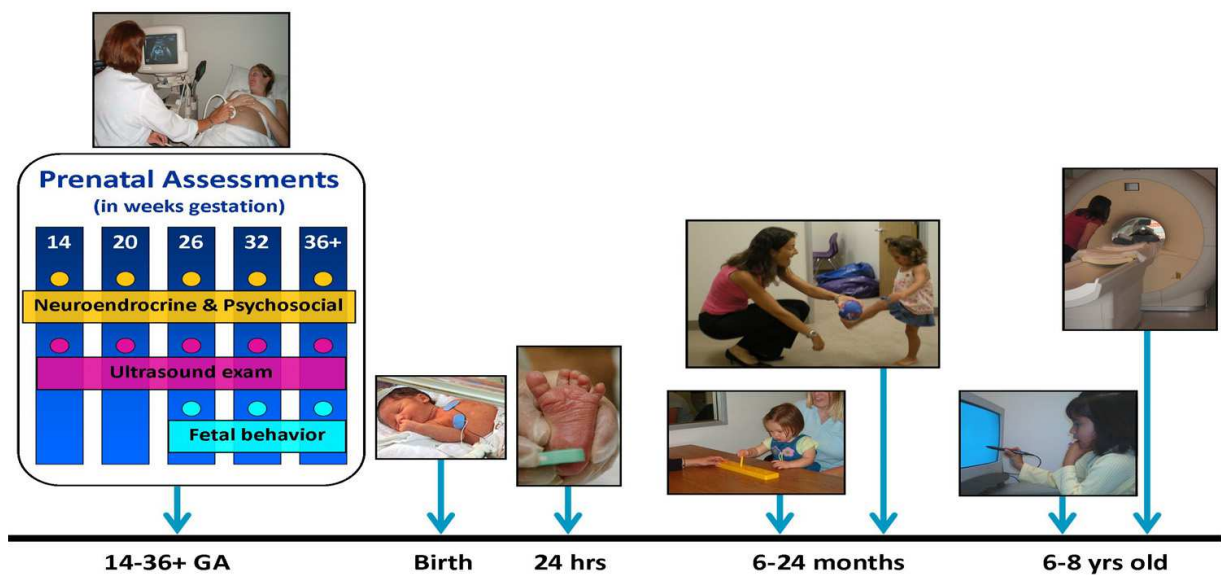 Prenatal Assessments
(in weeks gestation)
14 20 26 32 36+
Neuroendrocrine & Psychosocial
Ultrasound exam
Fetal behavior
14-36+ GA Birth 24 hrs 6-24 months 6-8 yrs old